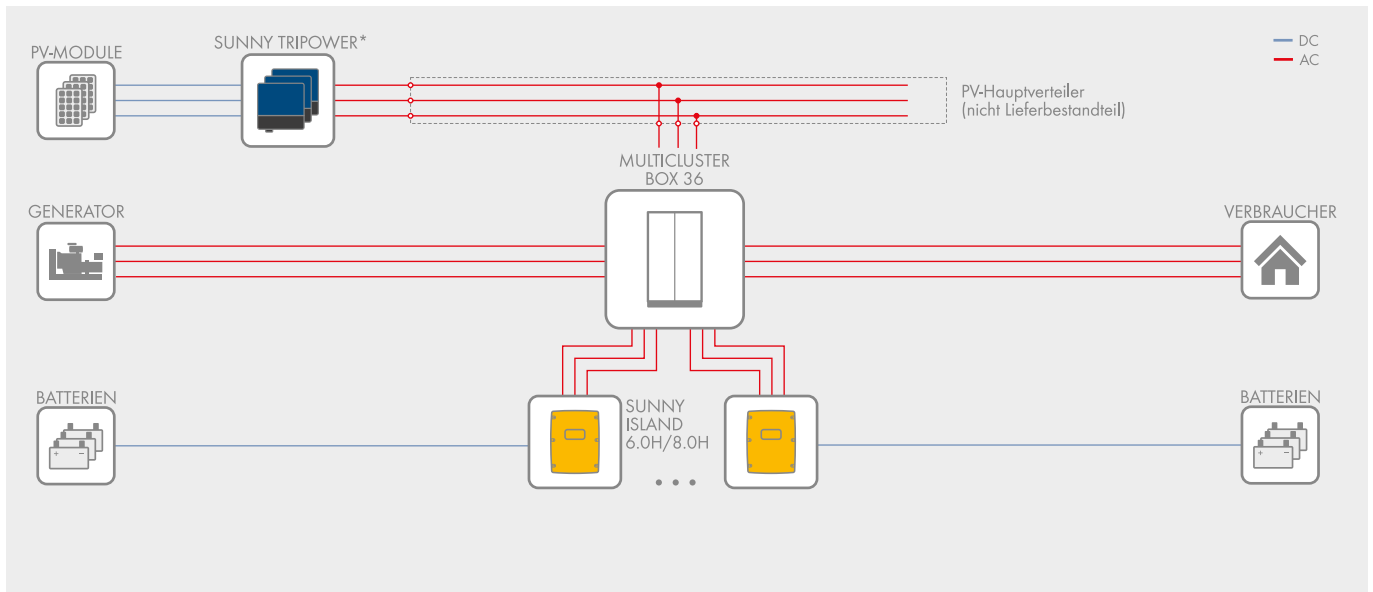 PV-MODULE
SUNNY TRIPOWER*
DC
AC
PV-Hauptverteiler
(nicht Lieferbestandteil)
MULTICLUSTER
BOX 36
GENERATOR
VERBRAUCHER
BATTERIEN
SUNNY
ISLAND
6.0H/8.0H
BATTERIEN